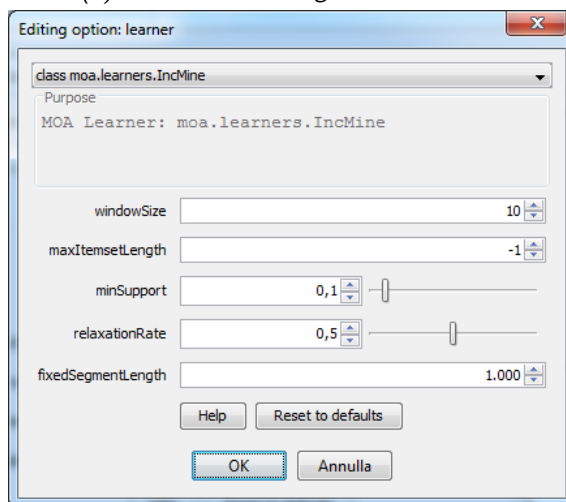 Editing option: learner
class moa.learners.IncMine
Purpose
MOA Learner: moa.learners.IncMine
windowSize 10
maxItemsetLength -1
minSupport 0,1
relaxationRate 0,5
fixedSegmentLength 1.000
Help Reset to defaults
OK Annulla